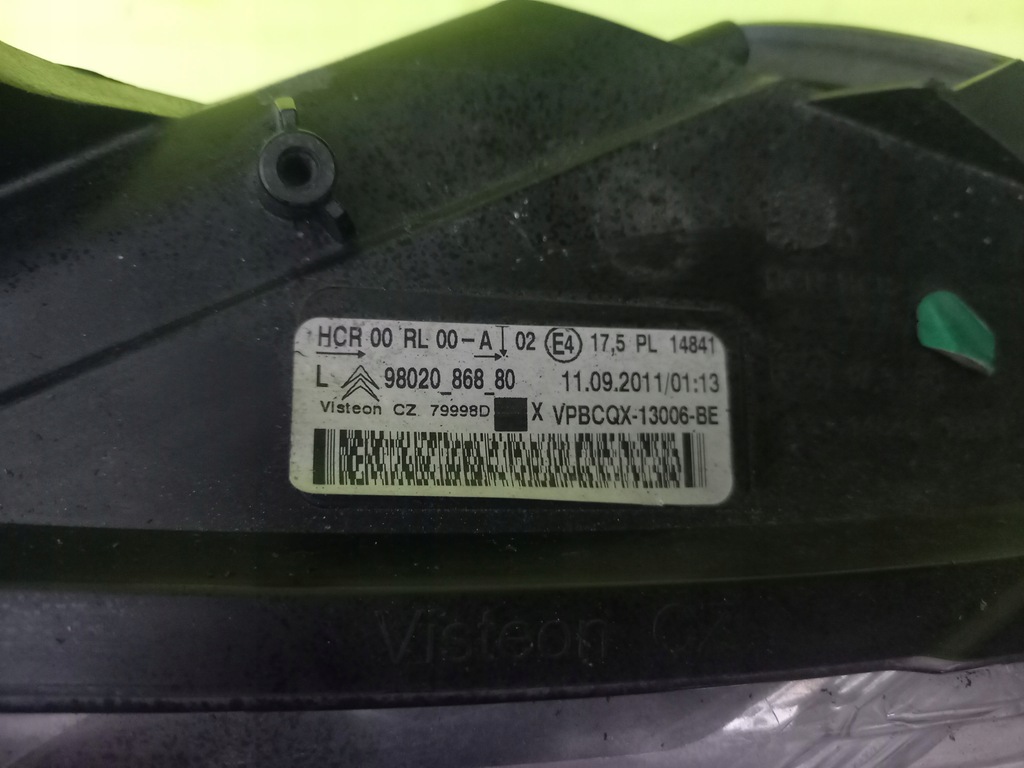 HCR 00 RL 00-A 02 E4 17,5 PL 14841
L 98020_868_80 11.09.2011/01:13
Visteon CZ. 79998D X VPBCQX-13006-BE
Visteon CZ